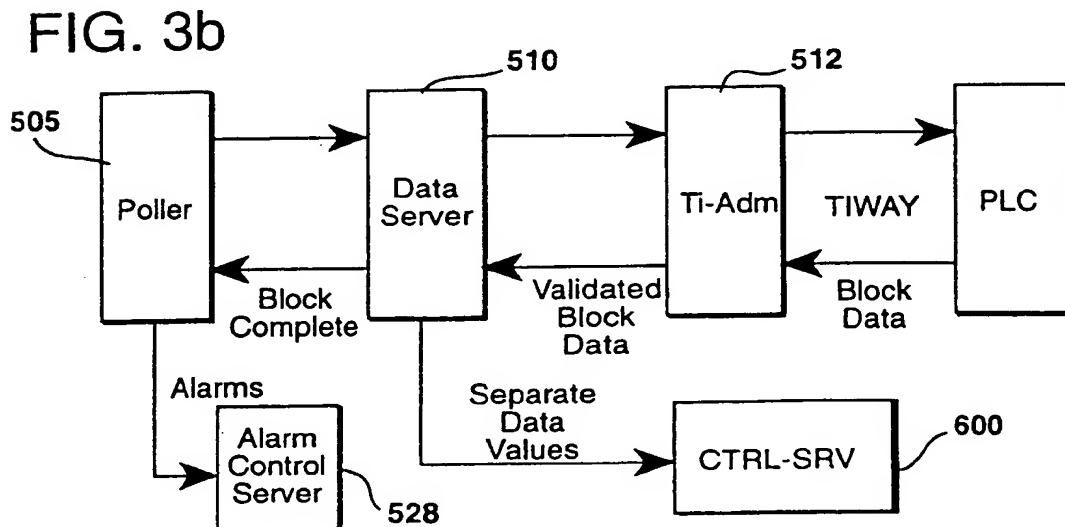 FIG. 3b
510
512
505
Poller
Data
Server
Ti-Adm
TIWAY
PLC
Block
Complete
Validated
Block
Data
Block
Data
Alarms
Separate
Data
Values
Alarm
Control
Server
528
CTRL-SRV
600